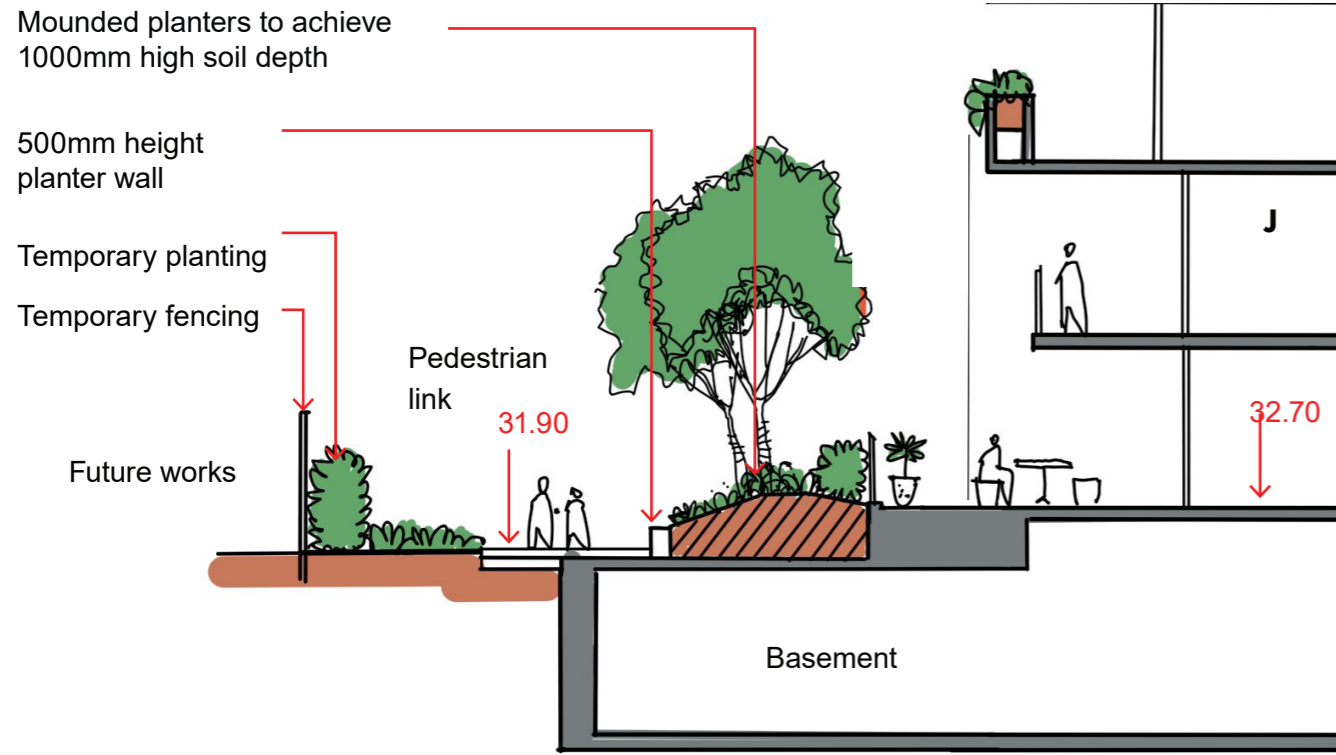 Mounded planters to achieve
1000mm high soil depth
500mm height
planter wall
Temporary planting
Temporary fencing
Pedestrian
link
31.90
Future works
J
32.70
Basement